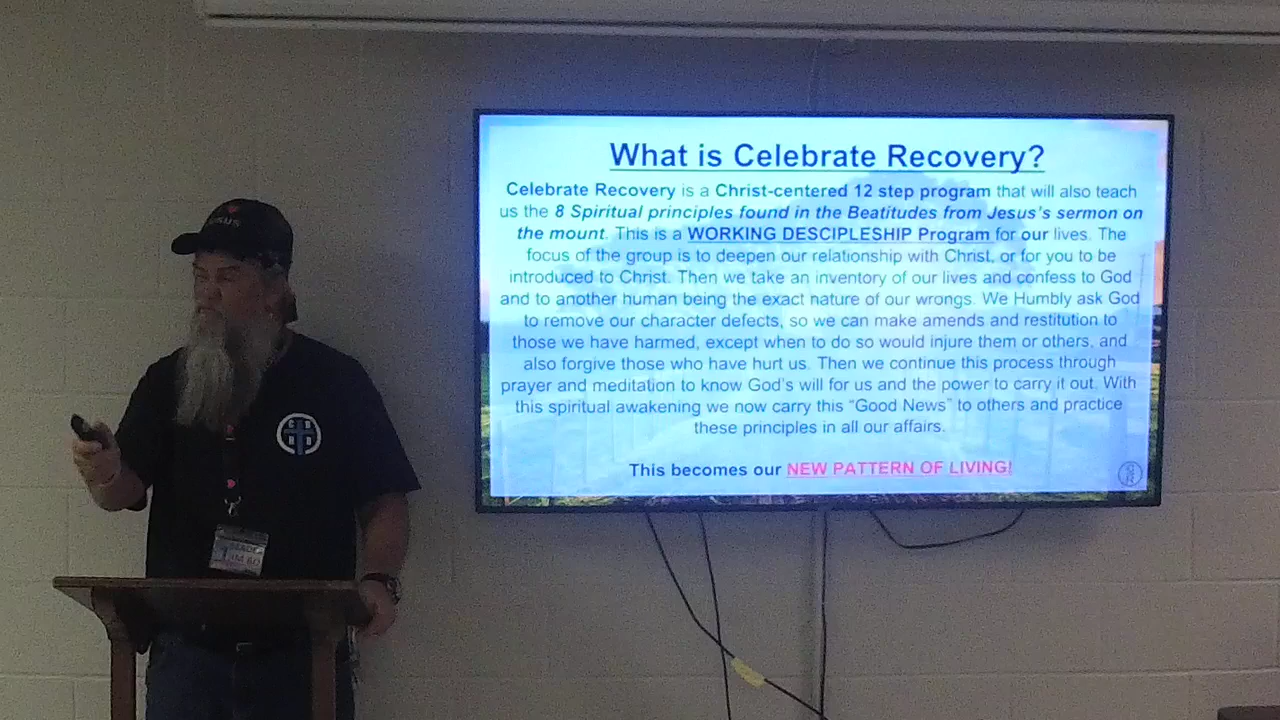 What is Celebrate Recovery?
Celebrate Recovery is a Christ-centered 12 step program that will also teach
us the 8 Spiritual principles found in the Beatitudes from Jesus's sermon on
the mount. This is a WORKING DESCIPLESHIP Program for our lives. The
focus of the group is to deepen our relationship with Christ, or for you to be
introduced to Christ. Then we take an inventory of our lives and confess to God
and to another human being the exact nature of our wrongs. We Humbly ask God
to remove our character defects, so we can make amends and restitution to
those we have harmed, except when to do so would injure them or others, and
also forgive those who have hurt us. Then we continue this process through
prayer and meditation to know God's will for us and the power to carry it out. With
this spiritual awakening we now carry this “Good News” to others and practice
these principles in all our affairs.
This becomes our NEW PATTERN OF LIVING!